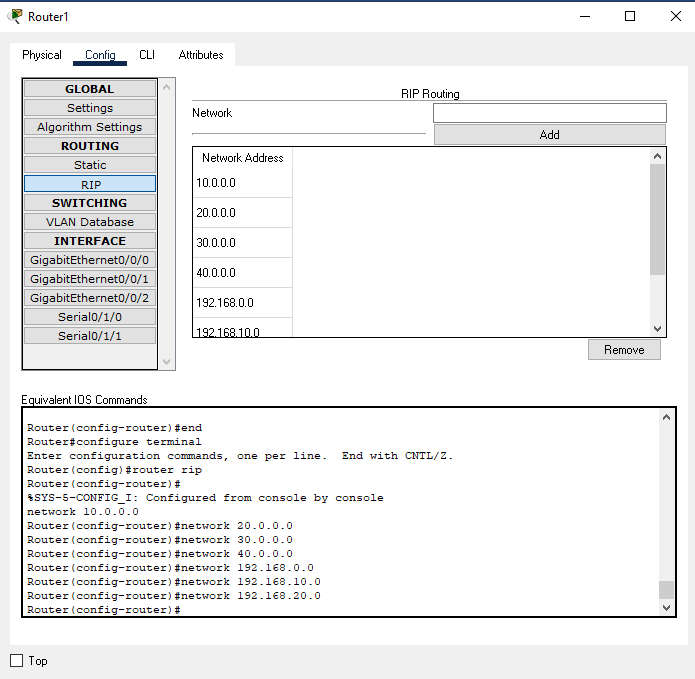 Router1
Physical Config CLI Attributes
GLOBAL
Settings
Algorithm Settings
ROUTING
Static
RIP
SWITCHING
VLAN Database
INTERFACE
GigabitEthernet0/0/0
GigabitEthernet0/0/1
GigabitEthernet0/0/2
Serial0/1/0
Serial0/1/1
RIP Routing
Network
Add
Network Address
10.0.0.0
20.0.0.0
30.0.0.0
40.0.0.0
192.168.0.0
192.168.10.0
Remove
Equivalent IOS Commands
Router(config-router)#end
Router#configure terminal
Enter configuration commands, one per line.  End with CNTL/Z.
Router(config)#router rip
Router(config-router)#
%SYS-5-CONFIG_I: Configured from console by console
network 10.0.0.0
Router(config-router)#network 20.0.0.0
Router(config-router)#network 30.0.0.0
Router(config-router)#network 40.0.0.0
Router(config-router)#network 192.168.0.0
Router(config-router)#network 192.168.10.0
Router(config-router)#network 192.168.20.0
Router(config-router)#
Top